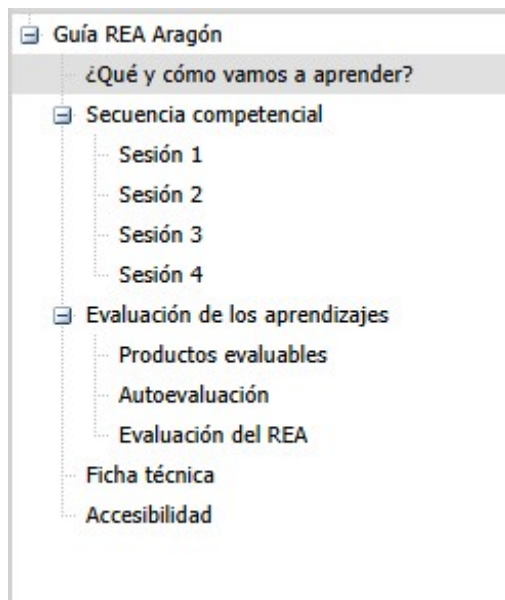 Guía REA Aragón
¿Qué y cómo vamos a aprender?
Secuencia competencial
Sesión 1
Sesión 2
Sesión 3
Sesión 4
Evaluación de los aprendizajes
Productos evaluables
Autoevaluación
Evaluación del REA
Ficha técnica
Accesibilidad